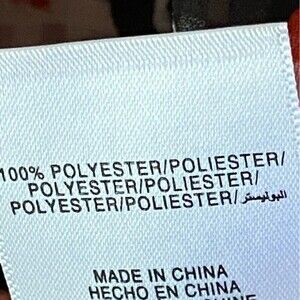 100% POLYESTER/POLIESTER/
POLYESTER/POLIESTER/
POLYESTER/POLIESTER/البوليستر
MADE IN CHINA
HECHO EN CHINA